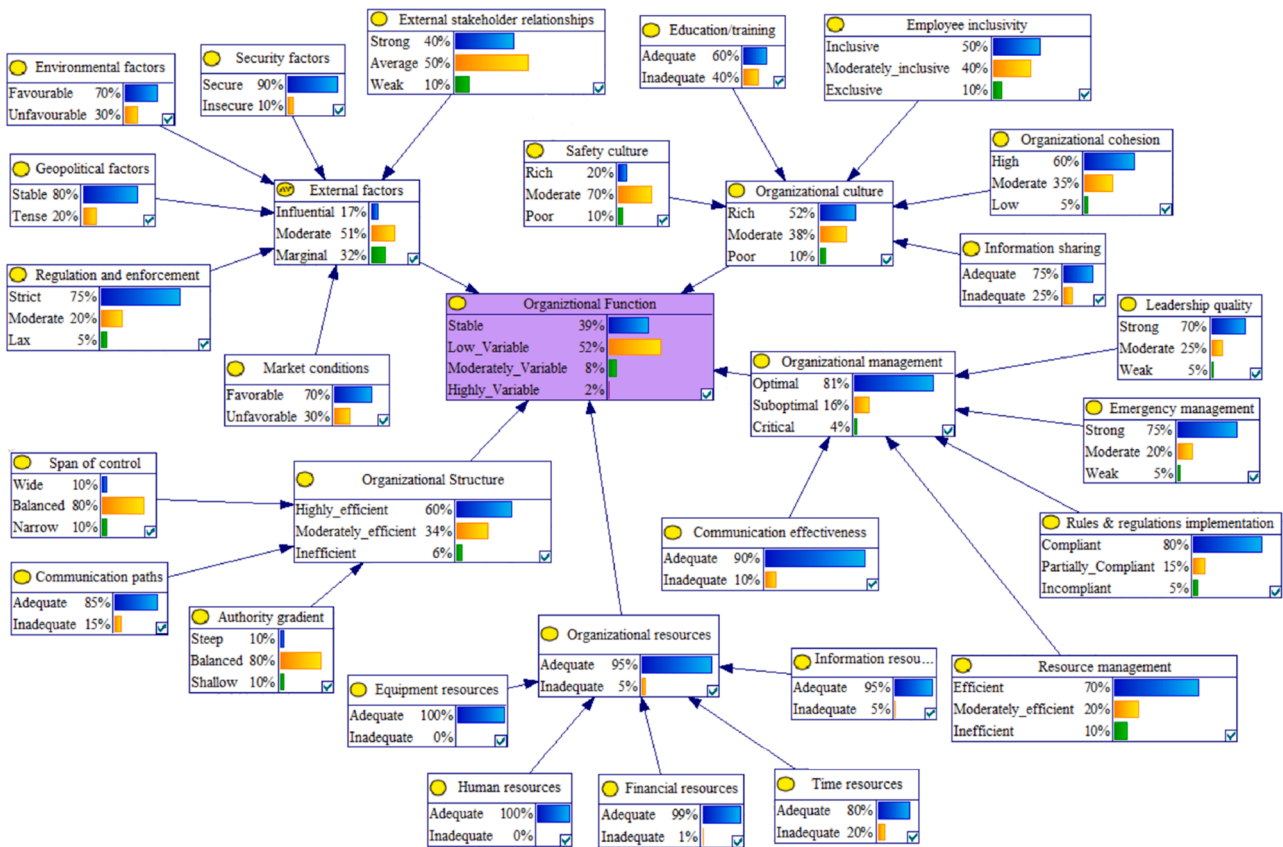 External stakeholder relationships
Strong 40%
Average 50%
Weak 10%
Education/training
Adequate 60%
Inadequate 40%
Employee inclusivity
Inclusive 50%
Moderately_inclusive 40%
Exclusive 10%
Security factors
Secure 90%
Insecure 10%
Environmental factors
Favourable 70%
Unfavourable 30%
Geopolitical factors
Stable 80%
Tense 20%
External factors
Influential 17%
Moderate 51%
Marginal 32%
Safety culture
Rich 20%
Moderate 70%
Poor 10%
Organizational culture
Rich 52%
Moderate 38%
Poor 10%
Organizational cohesion
High 60%
Moderate 35%
Low 5%
Information sharing
Adequate 75%
Inadequate 25%
Regulation and enforcement
Strict 75%
Moderate 20%
Lax 5%
Market conditions
Favorable 70%
Unfavorable 30%
Organiztional Function
Stable 39%
Low_Variable 52%
Moderately_Variable 8%
Highly_Variable 2%
Organizational management
Optimal 81%
Suboptimal 16%
Critical 4%
Leadership quality
Strong 70%
Moderate 25%
Weak 5%
Emergency management
Strong 75%
Moderate 20%
Weak 5%
Span of control
Wide 10%
Balanced 80%
Narrow 10%
Organizational Structure
Highly_efficient 60%
Moderately_efficient 34%
Inefficient 6%
Communication effectiveness
Adequate 90%
Inadequate 10%
Rules & regulations implementation
Compliant 80%
Partially_Compliant 15%
Incompliant 5%
Communication paths
Adequate 85%
Inadequate 15%
Authority gradient
Steep 10%
Balanced 80%
Shallow 10%
Organizational resources
Adequate 95%
Inadequate 5%
Information resou...
Adequate 95%
Inadequate 5%
Resource management
Efficient 70%
Moderately_efficient 20%
Inefficient 10%
Equipment resources
Adequate 100%
Inadequate 0%
Human resources
Adequate 100%
Inadequate 0%
Financial resources
Adequate 99%
Inadequate 1%
Time resources
Adequate 80%
Inadequate 20%